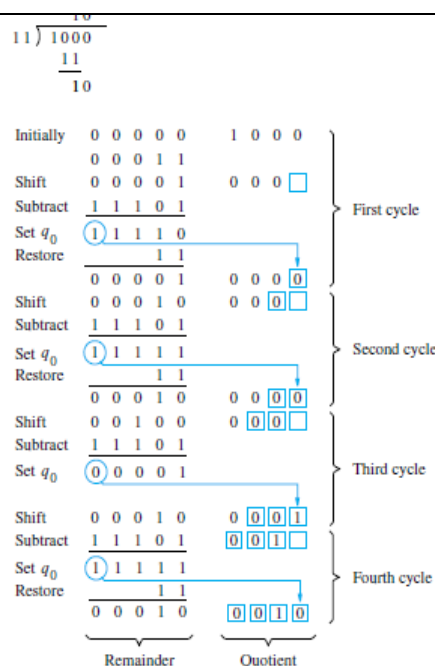 10
11 ) 1000
11
10
Initially 0 0 0 0 0 1 0 0 0
0 0 0 1 1
Shift 0 0 0 0 1 0 0 0
Subtract 1 1 1 0 1 First cycle
Set q0 1 1 1 1 0
Restore 1 1
0 0 0 0 1 0 0 0 0
Shift 0 0 0 1 0 0 0 0
Subtract 1 1 1 0 1
Set q0 1 1 1 1 1 Second cycle
Restore 1 1
0 0 0 1 0 0 0 0 0
Shift 0 0 1 0 0 0 0 0
Subtract 1 1 1 0 1
Set q0 0 0 0 0 1 Third cycle
Shift 0 0 0 1 0 0 0 0 1
Subtract 1 1 1 0 1 0 0 1
Set q0 1 1 1 1 1 Fourth cycle
Restore 1 1
0 0 0 1 0 0 0 1 0
Remainder Quotient